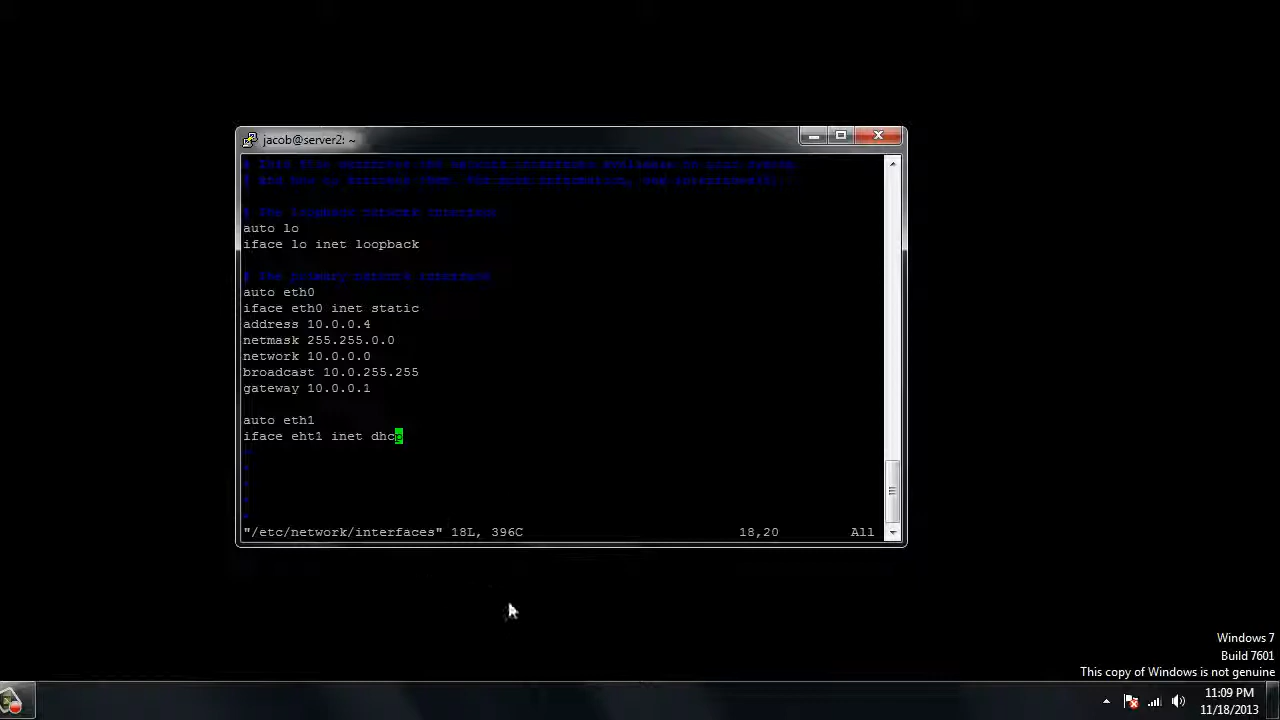 jacob@server2: ~
# This file describes the network interfaces available on your system
# and how to activate them. For more information, see interfaces(5).
# The loopback network interface
auto lo
iface lo inet loopback
# The primary network interface
auto eth0
iface eth0 inet static
address 10.0.0.4
netmask 255.255.0.0
network 10.0.0.0
broadcast 10.0.255.255
gateway 10.0.0.1
auto eth1
iface eht1 inet dhcp
~
~
~
~
~
"/etc/network/interfaces" 18L, 396C 18,20 All
Windows 7
Build 7601
This copy of Windows is not genuine
11:09 PM
11/18/2013